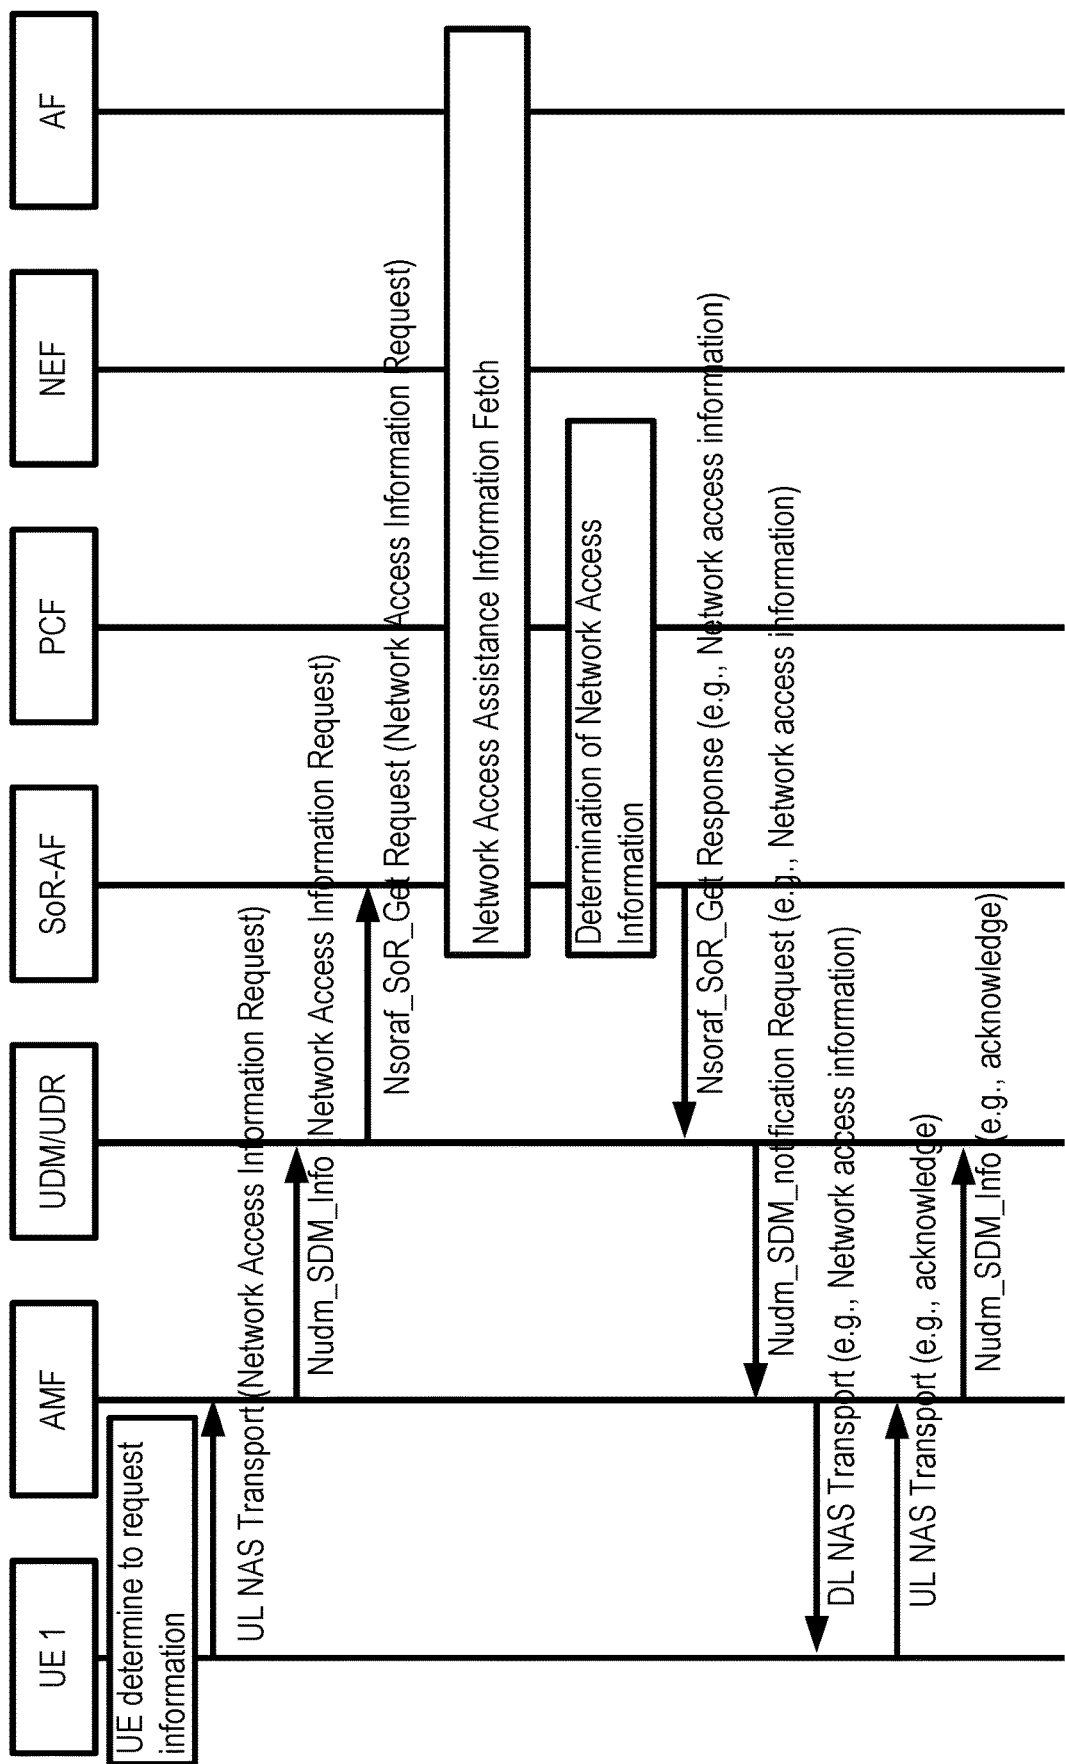 UE 1
AMF
UDM/UDR
SoR-AF
PCF
NEF
AF
UE determine to request
information
UL NAS Transport (Network Access Information Request)
Nudm_SDM_Info (Network Access Information Request)
Nsoraf_SoR_Get Request (Network Access Information Request)
Network Access Assistance Information Fetch
Determination of Network Access
Information
Nsoraf_SoR_Get Response (e.g., Network access information)
Nudm_SDM_notification Request (e.g., Network access information)
DL NAS Transport (e.g., Network access information)
UL NAS Transport (e.g., acknowledge)
Nudm_SDM_Info (e.g., acknowledge)